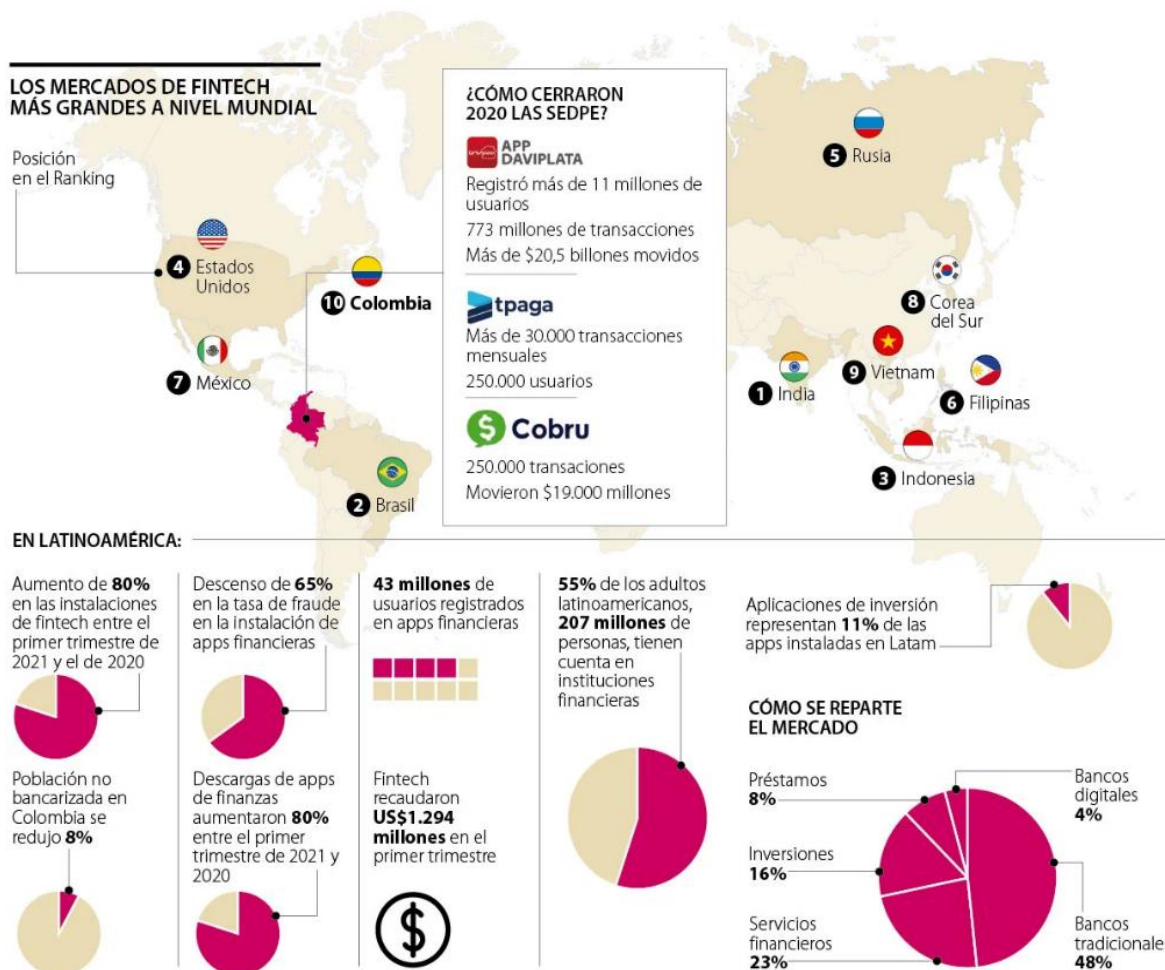 LOS MERCADOS DE FINTECH
MÁS GRANDES A NIVEL MUNDIAL
Posición
en el Ranking
4 Estados
Unidos
10 Colombia
7 México
2 Brasil
¿CÓMO CERRARON
2020 LAS SEDPE?
APP
DAVIPLATA
Registró más de 11 millones de
usuarios
773 millones de transacciones
Más de $20,5 billones movidos
tpaga
Más de 30.000 transacciones
mensuales
250.000 usuarios
$ Cobru
250.000 transaciones
Movieron $19.000 millones
5 Rusia
8 Corea
del Sur
9 Vietnam
1 India
6 Filipinas
3 Indonesia
EN LATINOAMÉRICA:
Aumento de 80%
en las instalaciones
de fintech entre el
primer trimestre de
2021 y el de 2020
Población no
bancarizada en
Colombia se
redujo 8%
Descenso de 65%
en la tasa de fraude
en la instalación de
apps financieras
Descargas de apps
de finanzas
aumentaron 80%
entre el primer
trimestre de 2021 y
2020
43 millones de
usuarios registrados
en apps financieras
Fintech
recaudaron
US$1.294
millones en el
primer trimestre
$
55% de los adultos
latinoamericanos,
207 millones de
personas, tienen
cuenta en
instituciones
financieras
Aplicaciones de inversión
representan 11% de las
apps instaladas en Latam
CÓMO SE REPARTE
EL MERCADO
Préstamos
8%
Inversiones
16%
Servicios
financieros
23%
Bancos
digitales
4%
Bancos
tradicionale
48%